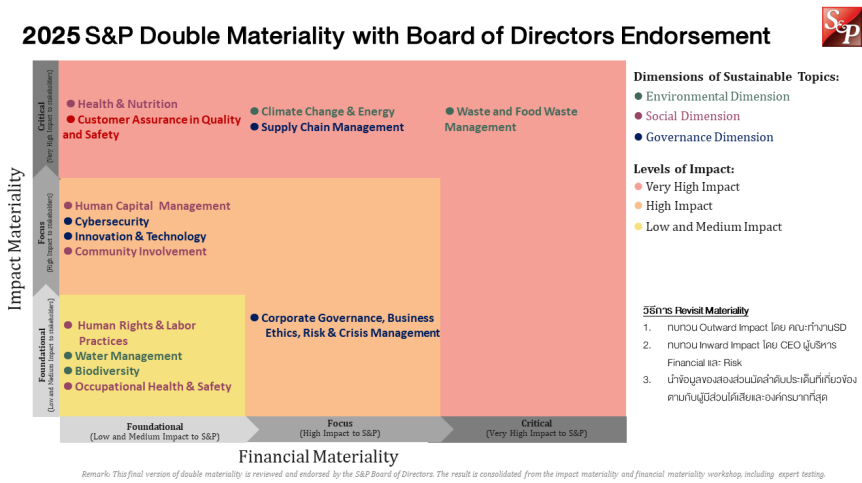 2025 S&P Double Materiality with Board of Directors Endorsement
S&P
Impact Materiality
Critical
(Very High Impact to stakeholders)
Focus
(High Impact to stakeholders)
Foundational
(Low and Medium Impact to stakeholders)
Health & Nutrition
Customer Assurance in Quality
and Safety
Climate Change & Energy
Supply Chain Management
Waste and Food Waste
Management
Human Capital Management
Cybersecurity
Innovation & Technology
Community Involvement
Human Rights & Labor
Practices
Water Management
Biodiversity
Occupational Health & Safety
Corporate Governance, Business
Ethics, Risk & Crisis Management
Foundational
(Low and Medium Impact to S&P)
Focus
(High Impact to S&P)
Critical
(Very High Impact to S&P)
Financial Materiality
Dimensions of Sustainable Topics:
Environmental Dimension
Social Dimension
Governance Dimension
Levels of Impact:
Very High Impact
High Impact
Low and Medium Impact
วิธีการ Revisit Materiality
1. ทบทวน Outward Impact โดย คณะทำงานSD
2. ทบทวน Inward Impact โดย CEO ผู้บริหาร
Financial และ Risk
3. นำข้อมูลของสองส่วนมัดลำดับประเด็นที่เกี่ยวข้อง
ตามกับผู้มีส่วนได้เสียและองค์กรมากที่สุด
Remark: This final version of double materiality is reviewed and endorsed by the S&P Board of Directors. The result is consolidated from the impact materiality and financial materiality workshop, including expert testing.